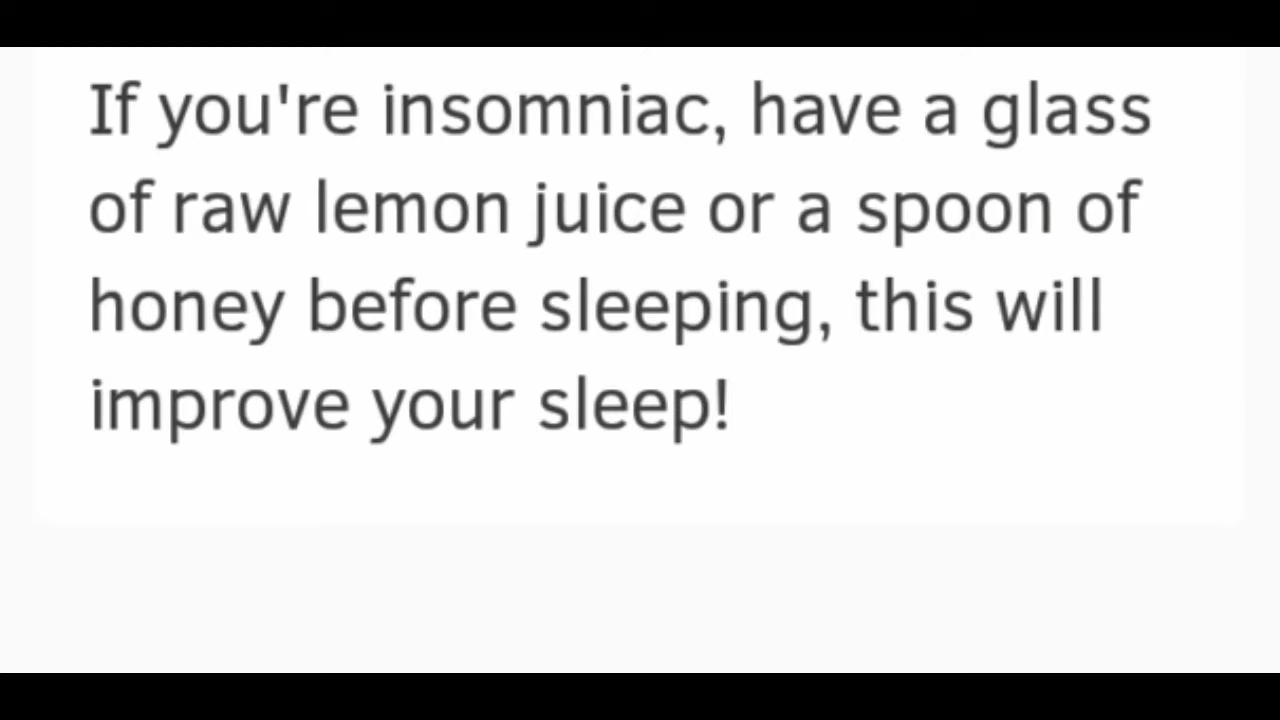 If you're insomniac, have a glass
of raw lemon juice or a spoon of
honey before sleeping, this will
improve your sleep!